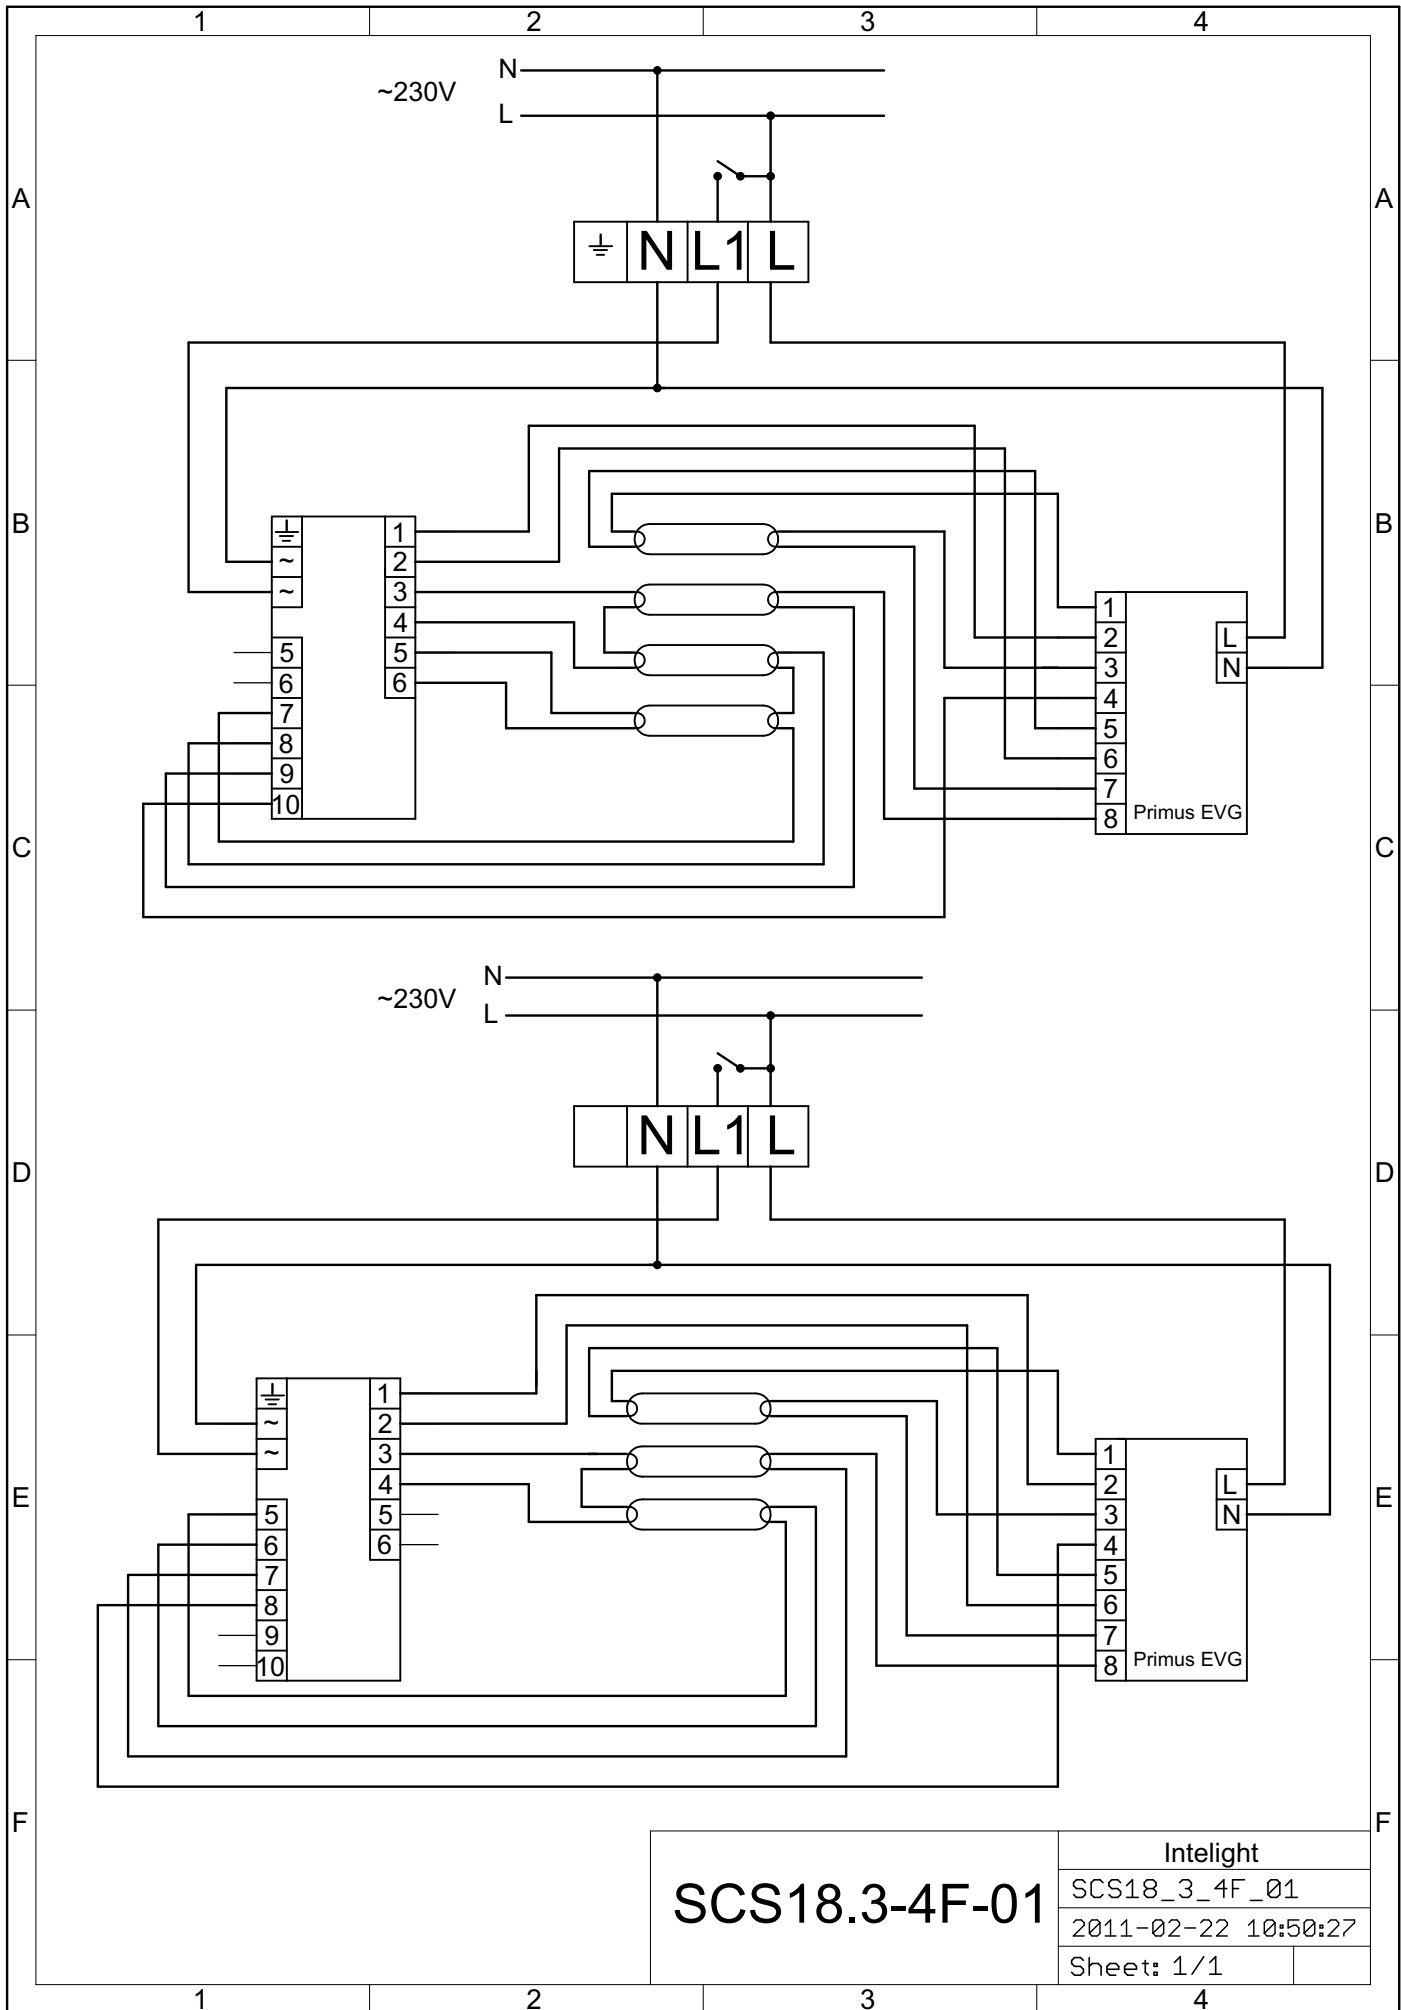 1 2 3 4
N
~230V
L
A A
N L1 L
B B
1
~ 2
~ 3
4
5 5
6 6
7
8
9
10
1
2 L
3 N
4
5
6
7
8 Primus EVG
C C
N
~230V
L
N L1 L
D D
1
~ 2
~ 3
4
5 5
6 6
7
8
9
10
1
2 L
3 N
4
5
6
7
8 Primus EVG
E E
F F
SCS18.3-4F-01
Intelight
SCS18_3_4F_01
2011-02-22 10:50:27
Sheet: 1/1
1 2 3 4